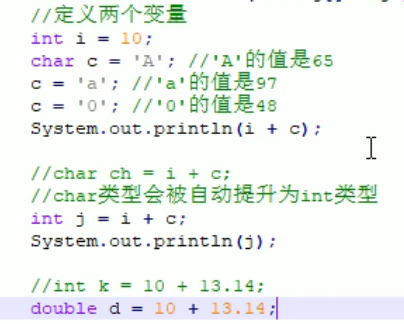 //定义两个变量
int i = 10;
char c = 'A'; //'A'的值是65
c = 'a'; //'a'的值是97
c = '0'; //'0'的值是48
System.out.println(i + c);
//char ch = i + c;
//char类型会被自动提升为int类型
int j = i + c;
System.out.println(j);
//int k = 10 + 13.14;
double d = 10 + 13.14;